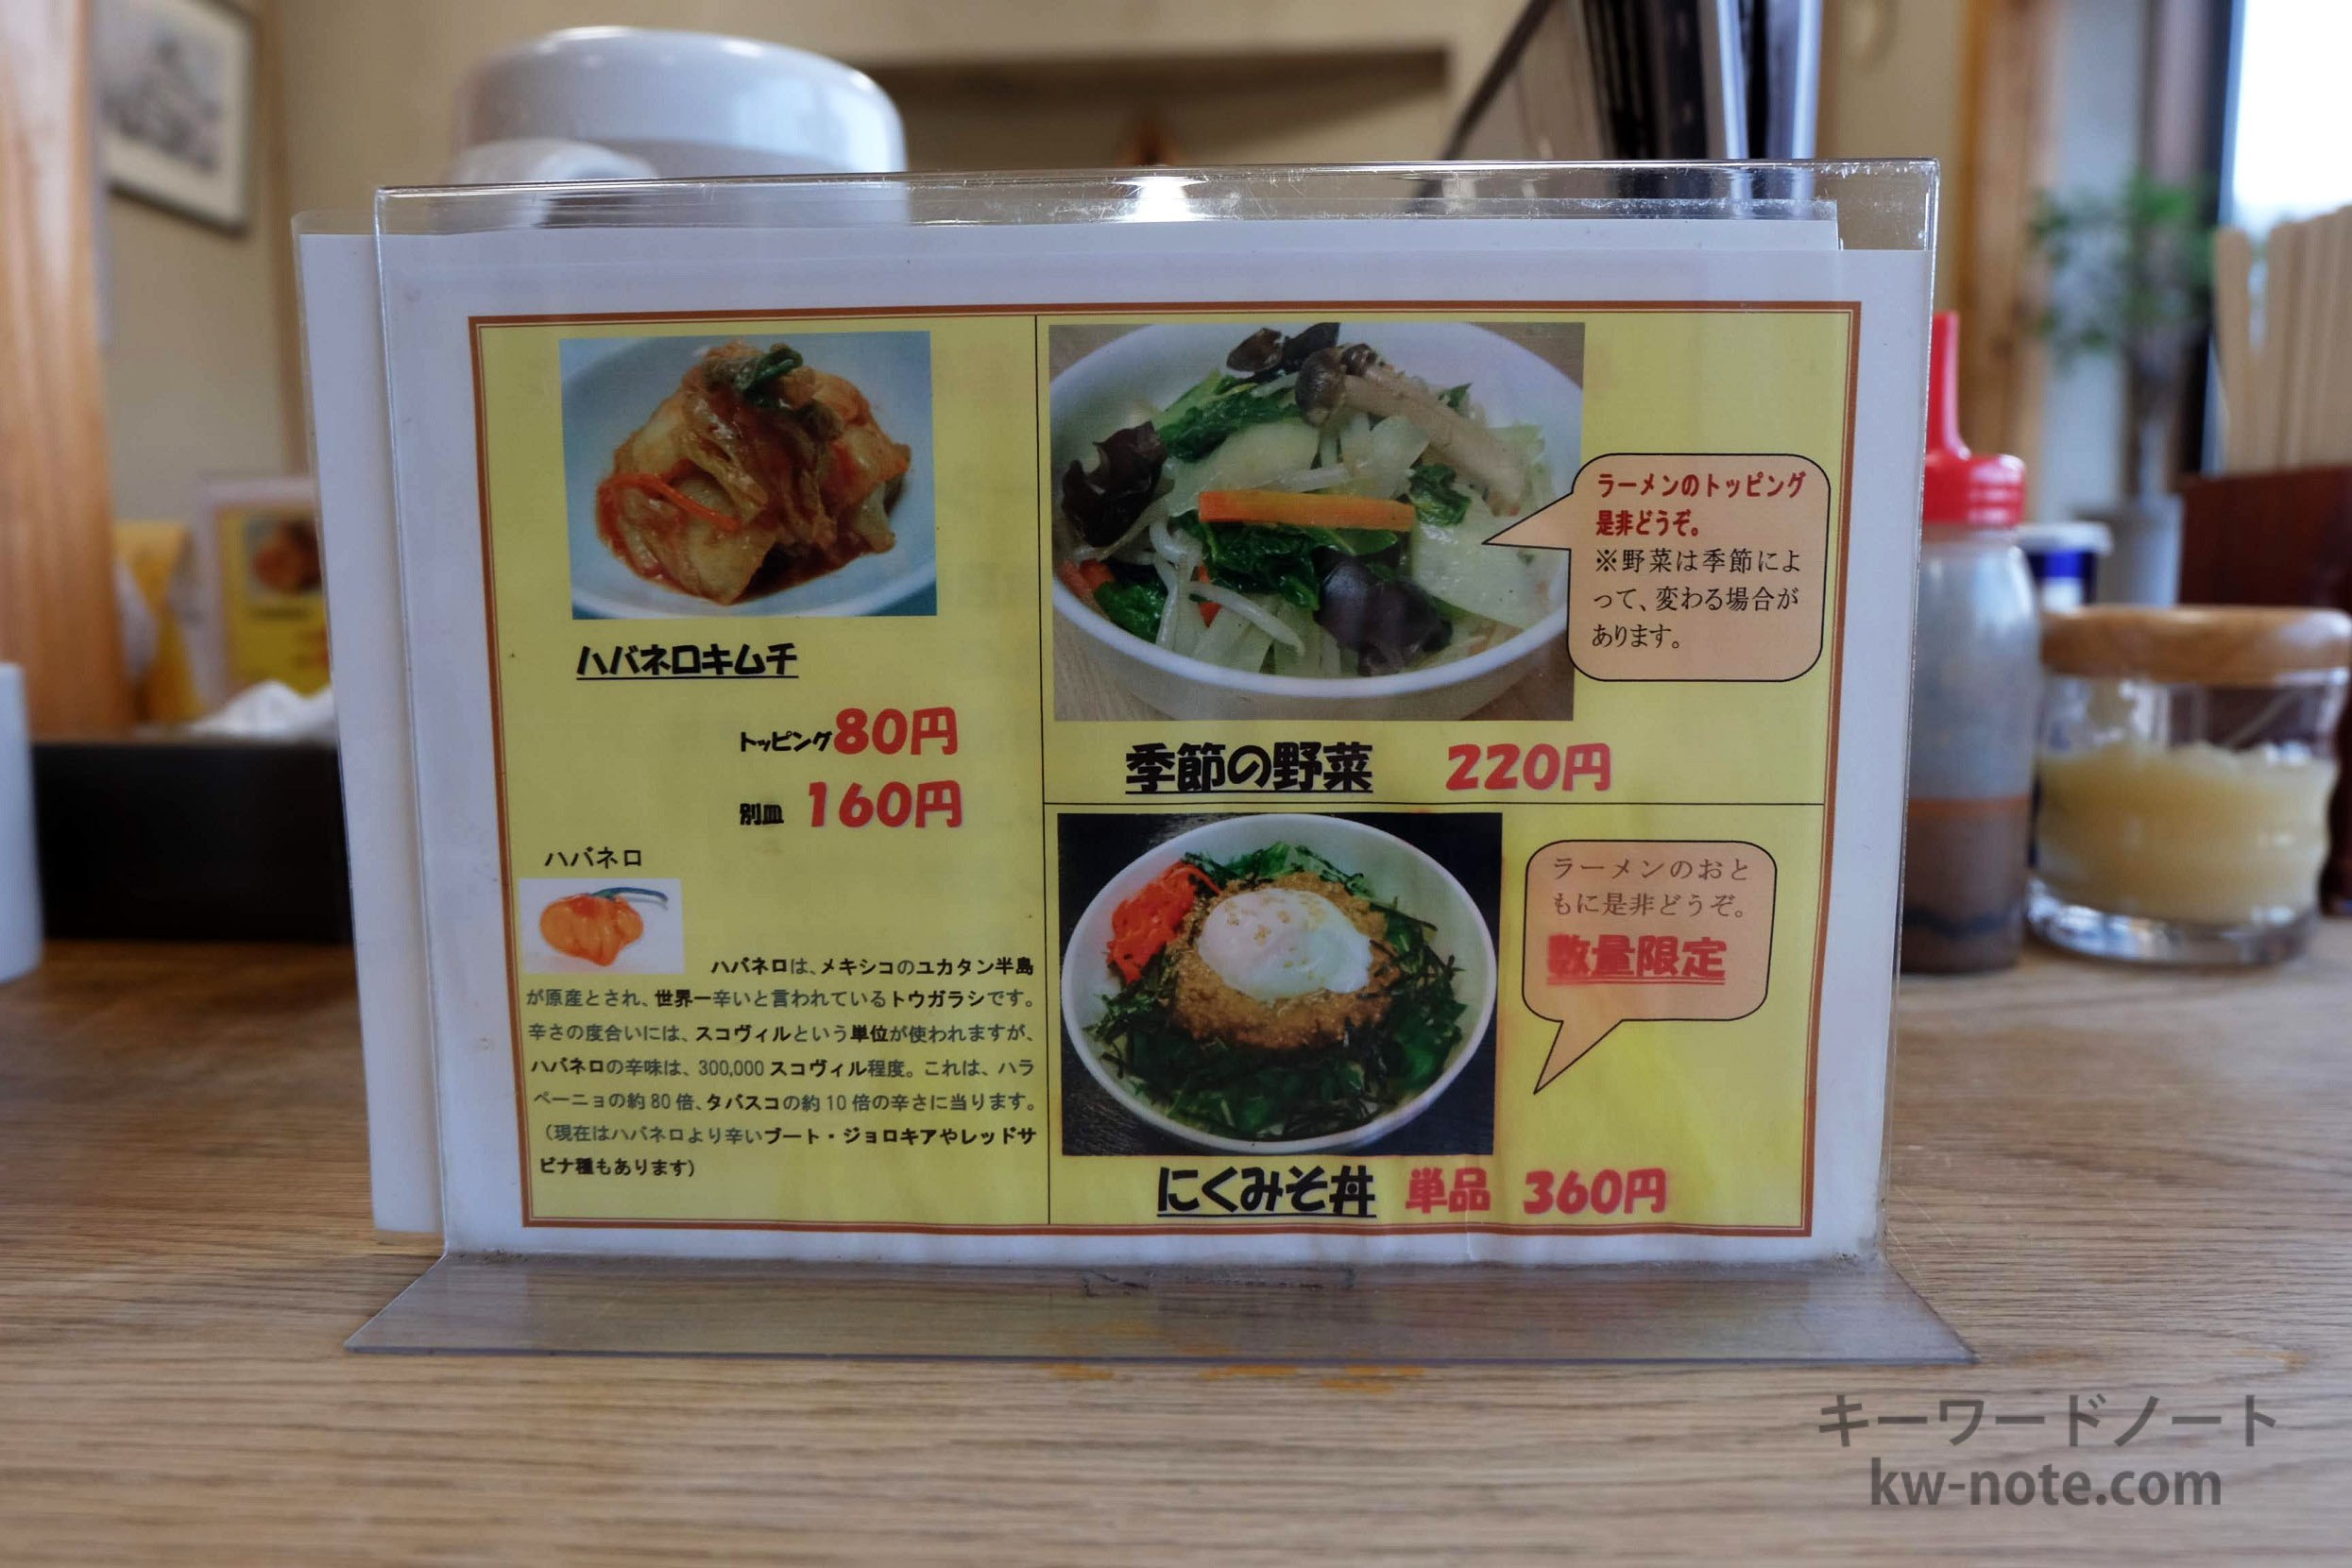 ハバネロキムチ
トッピング80円
別皿 160円
ハバネロ
ハバネロは、メキシコのユカタン半島
が原産とされ、世界一辛いと言われているトウガラシです。
辛さの度合いには、スコヴィルという単位が使われますが、
ハバネロの辛味は、300,000 スコヴィル程度。これは、ハラ
ペーニョの約80倍、タバスコの約10倍の辛さに当ります。
（現在はハバネロより辛いブート・ジョロキアやレッドサ
ビナ種もあります）
ラーメンのトッピング
是非どうぞ。
※野菜は季節によ
って、変わる場合が
あります。
季節の野菜 220円
ラーメンのおと
もに是非どうぞ。
数量限定
にくみそ丼 単品 360円
キーワードノート
kw-note.com